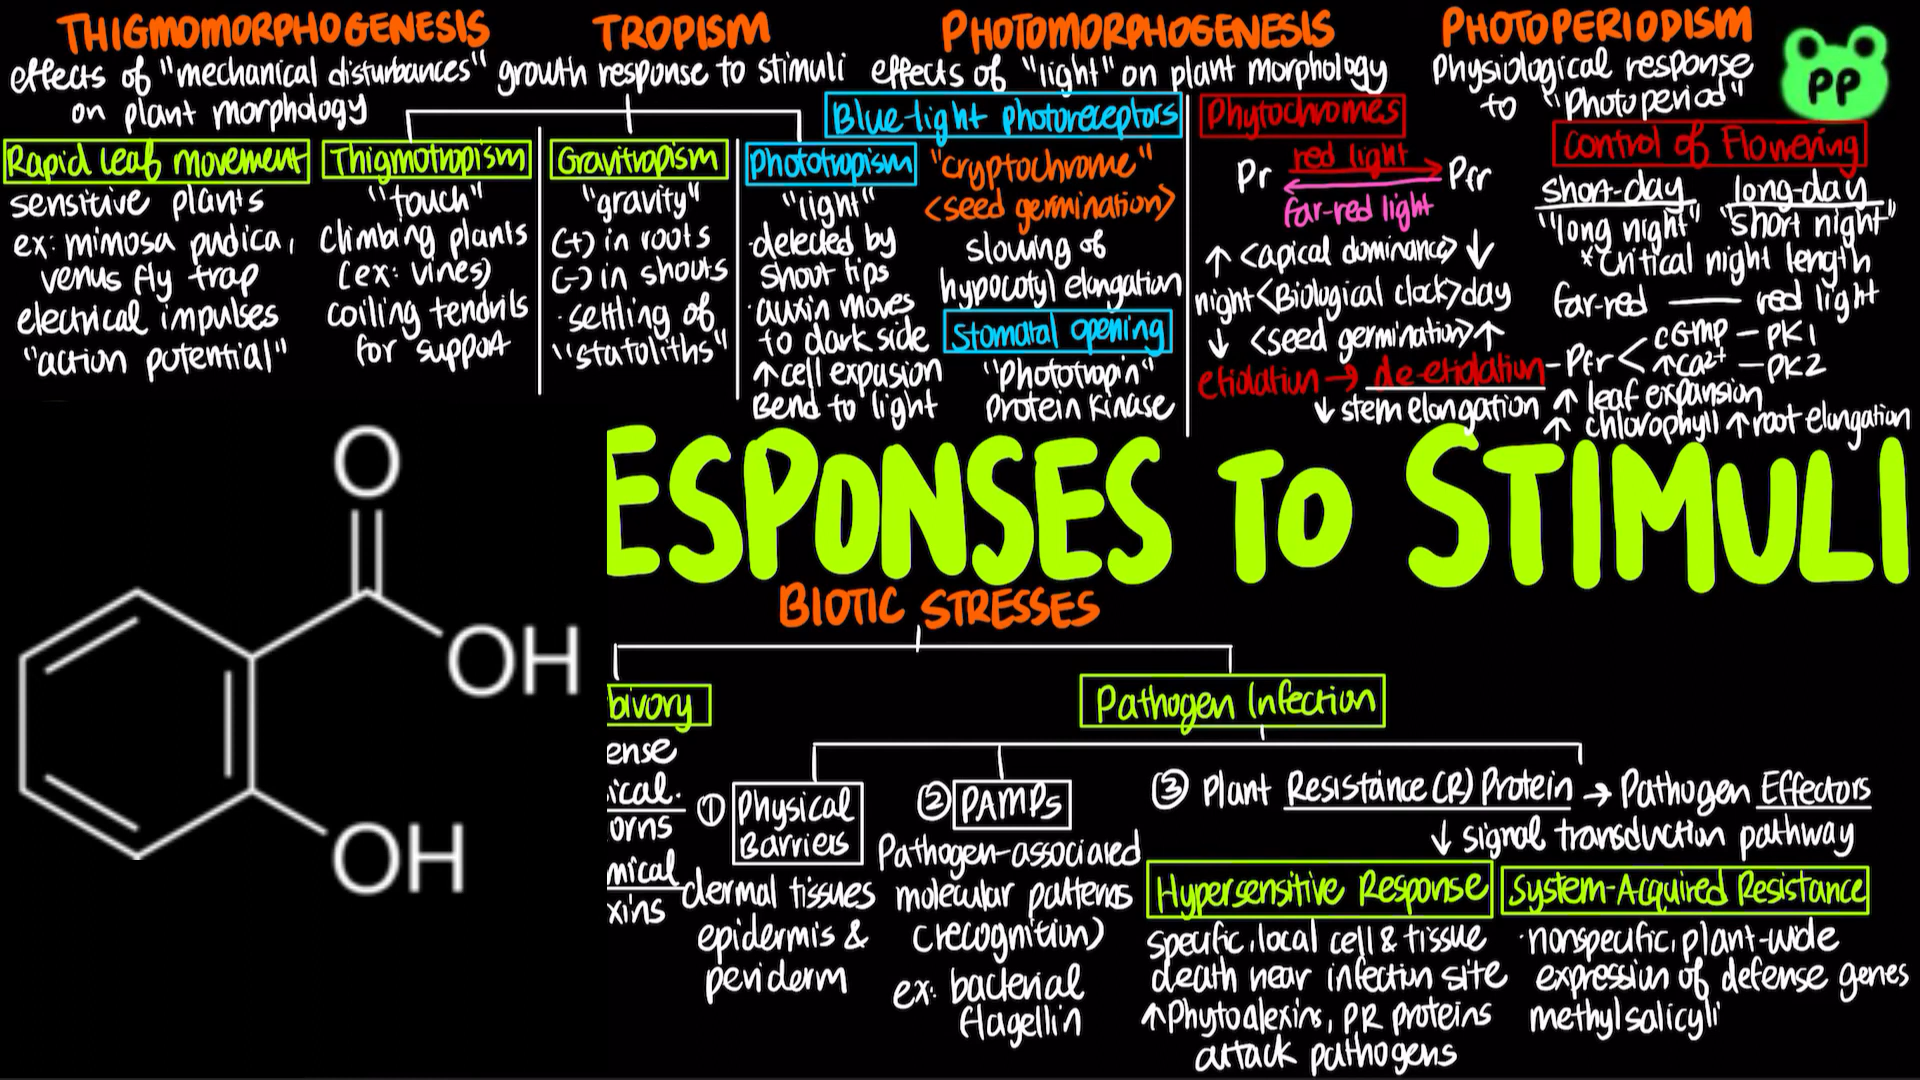 THIGMOMORPHOGENESIS
effects of "mechanical disturbances"
on plant morphology
Rapid leaf movement
sensitive plants
ex: mimosa pudica,
venus fly trap
electrical impulses
"action potential"
TROPISM
growth response to stimuli
Thigmotropism
"touch"
climbing plants
(ex: vines)
coiling tendrils
for support
Gravitropism
"gravity"
(+) in roots
(-) in shoots
·settling of
"statoliths"
Phototropism
"light"
·detected by
shoot tips
·auxin moves
to dark side
↑cell expusion
Bend to light
PHOTOMORPHOGENESIS
effects of "light" on plant morphology
Blue-light photoreceptors
"cryptochrome"
<seed germination>
slowing of
hypocotyl elongation
Stomatal opening
"Phototropin"
Protein kinase
Phytochromes
Pr red light Pfr
far-red light
↑ <apical dominance> ↓
night <Biological clock> day
↓ <seed germination> ↑
etiolation → de-etiolation
↓ stem elongation
PHOTOPERIODISM
Physiological response
to "Photoperiod"
PP
Control of Flowering
short-day long-day
"long night" "short night"
*Critical night length
far-red — red light
-Pfr < cGMP - PK1
↑Ca2+ - PK2
↑ leaf expansion
↑ chlorophyll ↑root elongation
ESPONSES TO STIMULI
O
OH
OH
BIOTIC STRESSES
bivory
ense
ical.
orns
mical
xins
Pathogen Infection
① Physical
Barriers
dermal tissues
epidermis &
periderm
② PAMPs
Pathogen-associated
molecular patterns
(recognition)
ex: bacterial
flagellin
③ Plant Resistance (R) Protein → Pathogen Effectors
↓ signal transduction pathway
Hypersensitive Response
specific, local cell & tissue
death near infection site
↑Phytoalexins, PR proteins
attack pathogens
System-Acquired Resistance
·nonspecific, plant-wide
expression of defense genes
methylsalicyli